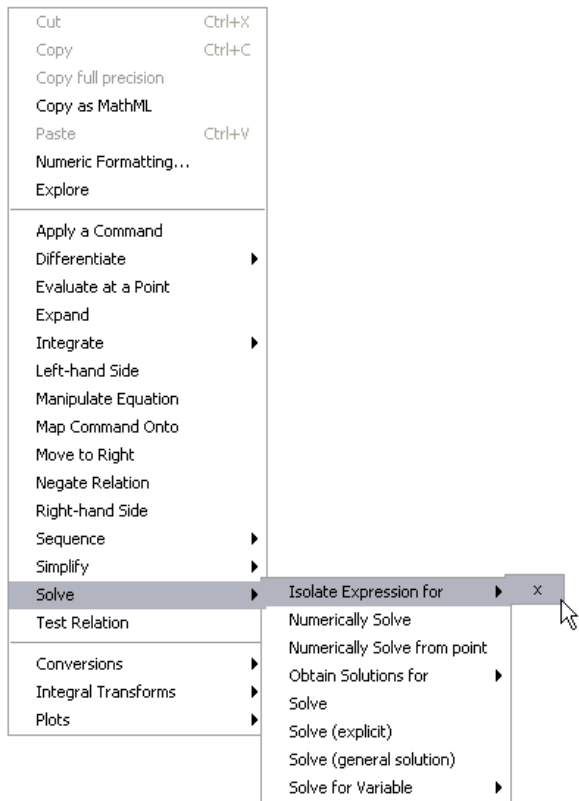 Cut Ctrl+X
Copy Ctrl+C
Copy full precision
Copy as MathML
Paste Ctrl+V
Numeric Formatting...
Explore
Apply a Command
Differentiate
Evaluate at a Point
Expand
Integrate
Left-hand Side
Manipulate Equation
Map Command Onto
Move to Right
Negate Relation
Right-hand Side
Sequence
Simplify
Solve
Test Relation
Conversions
Integral Transforms
Plots
Isolate Expression for
Numerically Solve
Numerically Solve from point
Obtain Solutions for
Solve
Solve (explicit)
Solve (general solution)
Solve for Variable
x